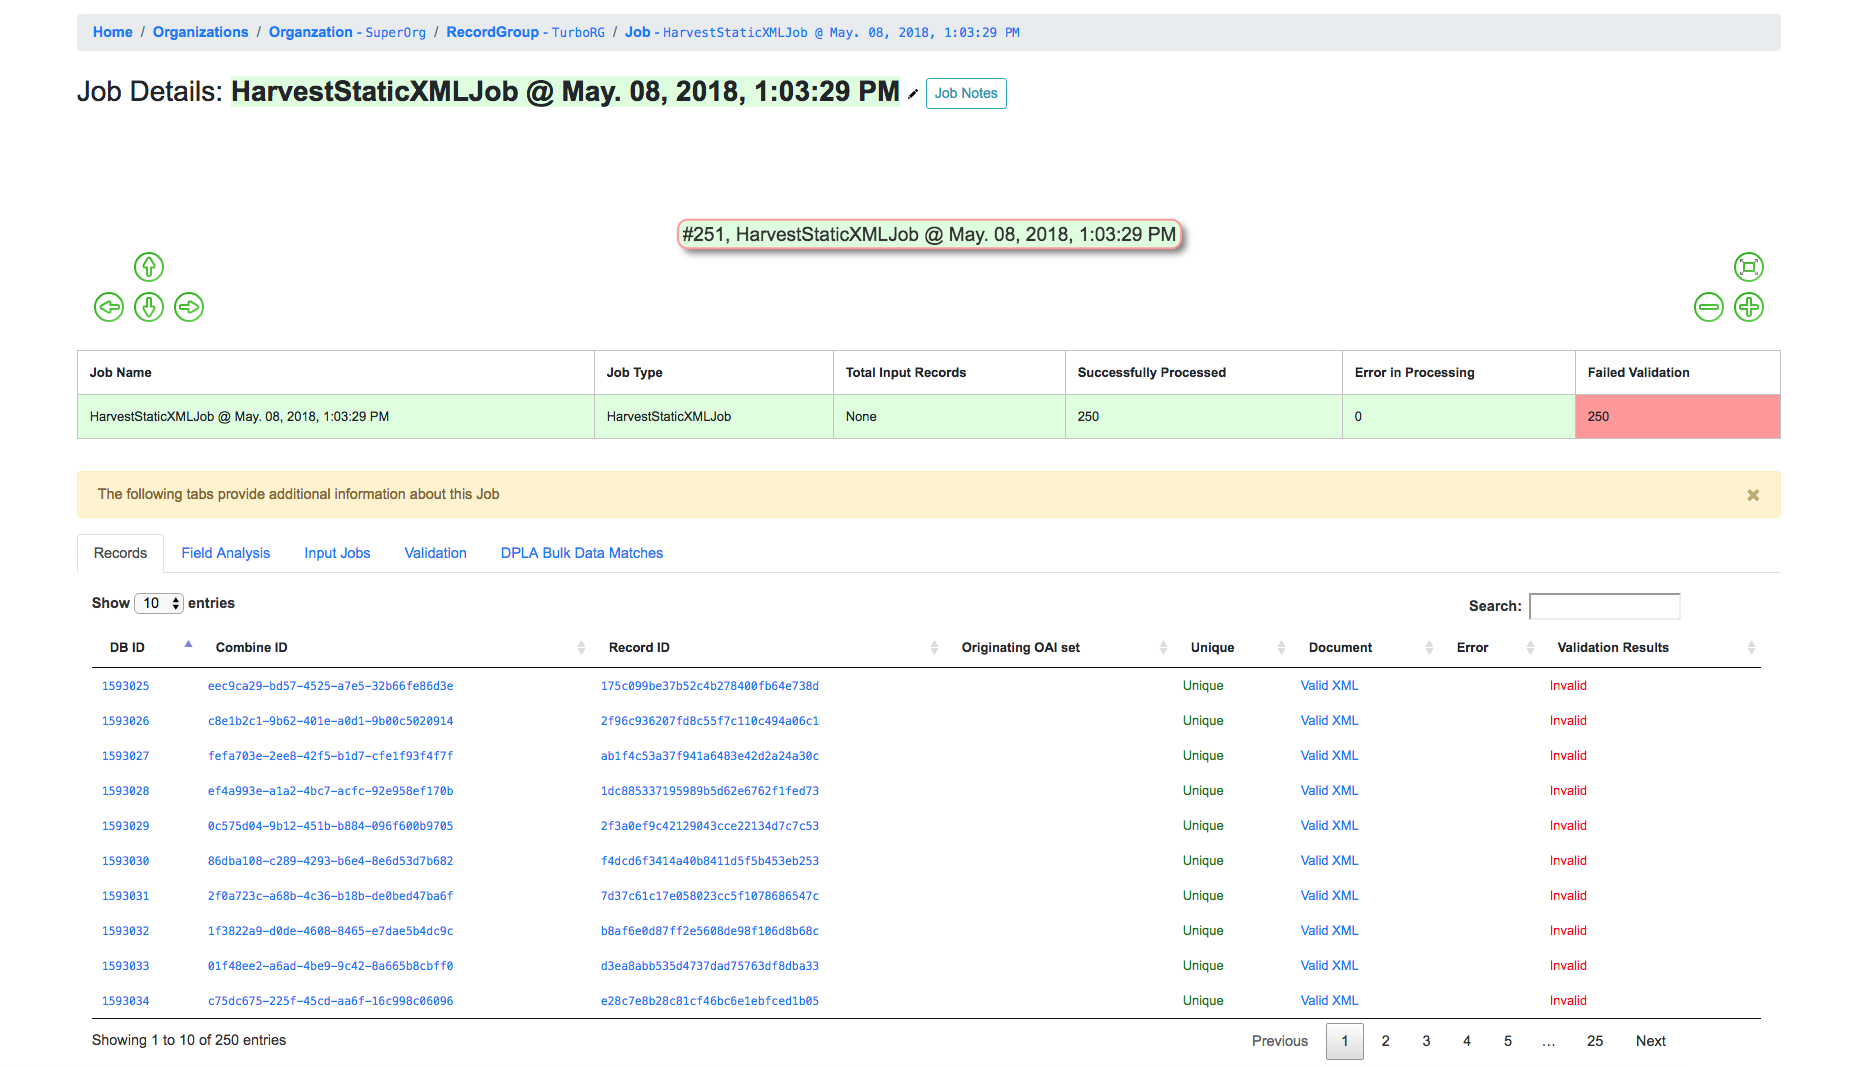 Home / Organizations / Organzation - SuperOrg / RecordGroup - TurboRG / Job - HarvestStaticXMLJob @ May. 08, 2018, 1:03:29 PM
Job Details: HarvestStaticXMLJob @ May. 08, 2018, 1:03:29 PM Job Notes
#251, HarvestStaticXMLJob @ May. 08, 2018, 1:03:29 PM
Job Name Job Type Total Input Records Successfully Processed Error in Processing Failed Validation
HarvestStaticXMLJob @ May. 08, 2018, 1:03:29 PM HarvestStaticXMLJob None 250 0 250
The following tabs provide additional information about this Job ×
Records Field Analysis Input Jobs Validation DPLA Bulk Data Matches
Show 10 entries Search:
DB ID Combine ID Record ID Originating OAI set Unique Document Error Validation Results
1593025 eec9ca29-bd57-4525-a7e5-32b66fe86d3e 175c099be37b52c4b278400fb64e738d Unique Valid XML Invalid
1593026 c8e1b2c1-9b62-401e-a0d1-9b00c5020914 2f96c936207fd8c55f7c110c494a06c1 Unique Valid XML Invalid
1593027 fefa703e-2ee8-42f5-b1d7-cfe1f93f4f7f ab1f4c53a37f941a6483e42d2a24a30c Unique Valid XML Invalid
1593028 ef4a993e-a1a2-4bc7-acfc-92e958ef170b 1dc885337195989b5d62e6762f1fed73 Unique Valid XML Invalid
1593029 0c575d04-9b12-451b-b884-096f600b9705 2f3a0ef9c42129043cce22134d7c7c53 Unique Valid XML Invalid
1593030 86dba108-c289-4293-b6e4-8e6d53d7b682 f4dcd6f3414a40b8411d5f5b453eb253 Unique Valid XML Invalid
1593031 2f0a723c-a68b-4c36-b18b-de0bed47ba6f 7d37c61c17e058023cc5f1078686547c Unique Valid XML Invalid
1593032 1f3822a9-d0de-4608-8465-e7dae5b4dc9c b8af6e0d87ff2e5608de98f106d8b68c Unique Valid XML Invalid
1593033 01f48ee2-a6ad-4be9-9c42-8a665b8cbff0 d3ea8abb535d4737dad75763df8dba33 Unique Valid XML Invalid
1593034 c75dc675-225f-45cd-aa6f-16c998c06096 e28c7e8b28c81cf46bc6e1ebfced1b05 Unique Valid XML Invalid
Showing 1 to 10 of 250 entries Previous 1 2 3 4 5 … 25 Next